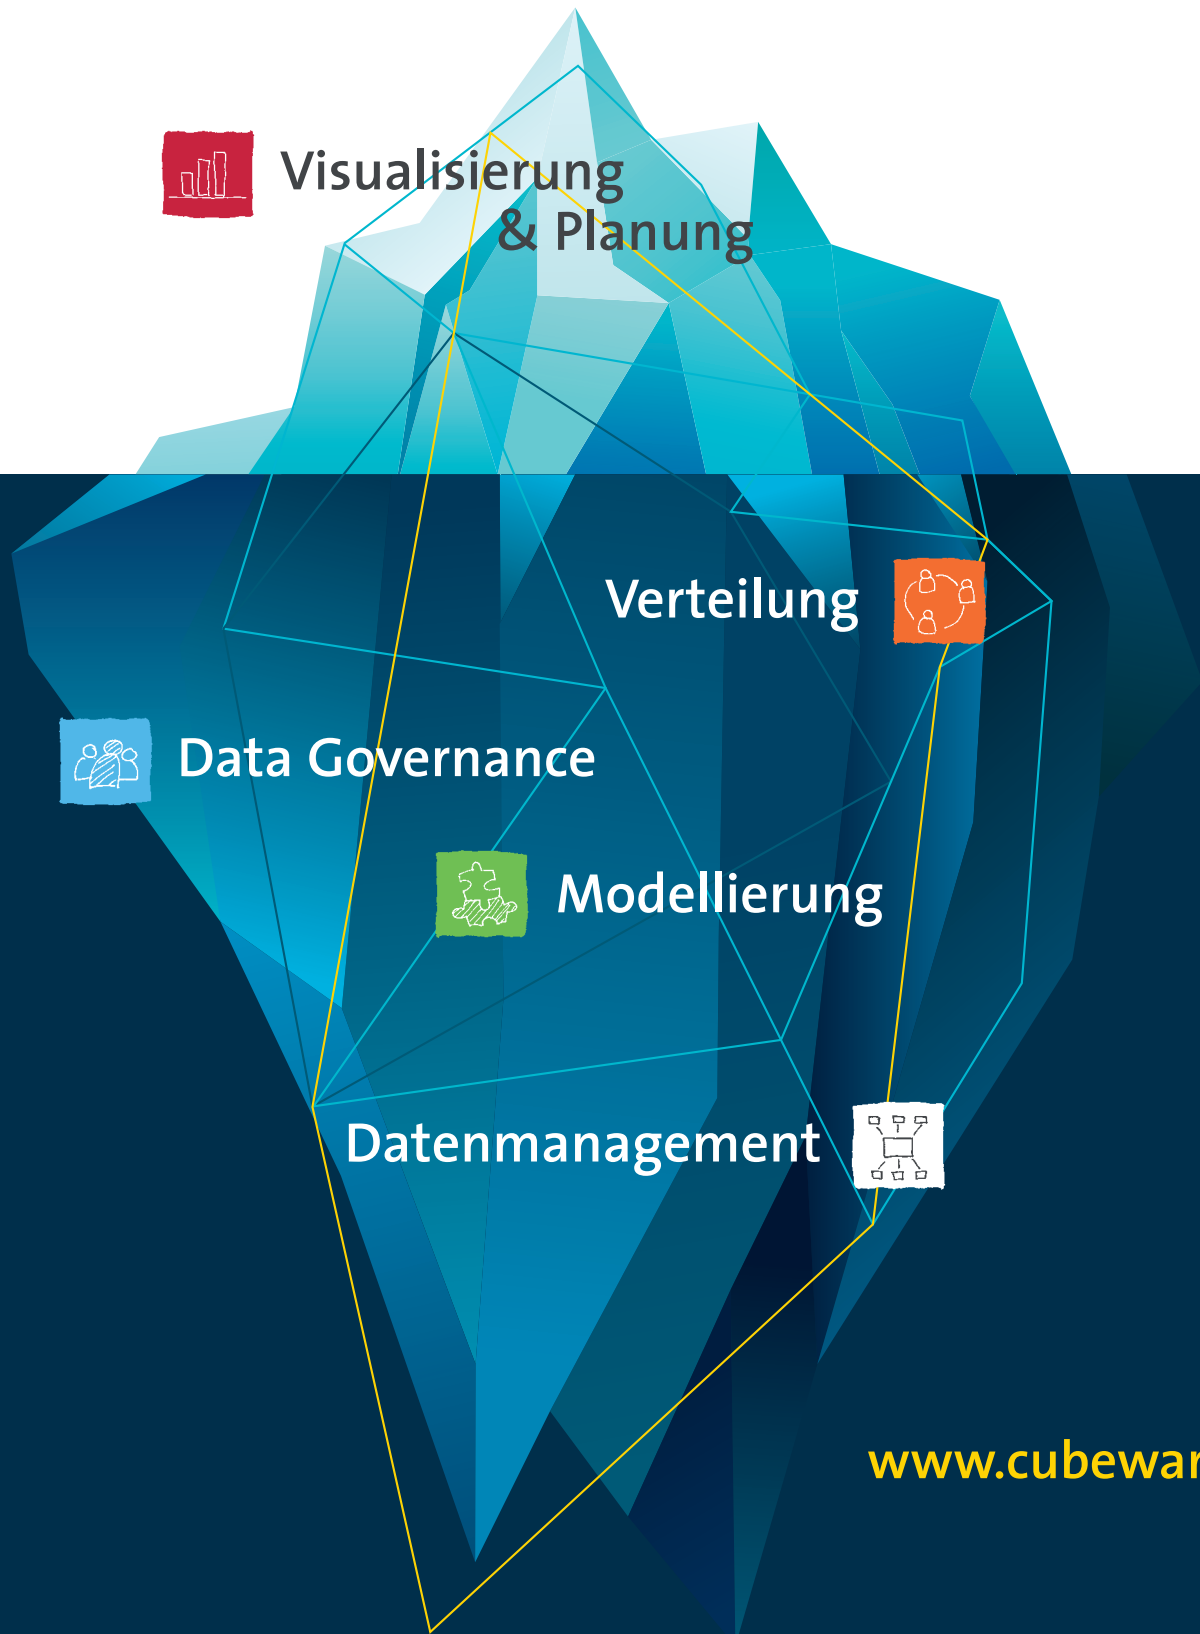 Visualisierung
& Planung
Verteilung
Data Governance
Modellierung
Datenmanagement
www.cubewar